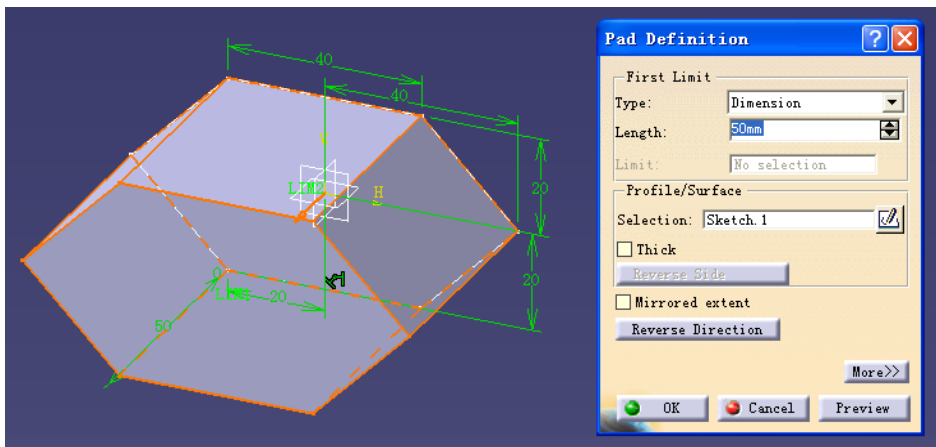 40
40
V
LIM2
H
20
0
LIM1
20
20
50
Pad Definition
First Limit
Type: Dimension
Length: 50mm
Limit: No selection
Profile/Surface
Selection: Sketch.1
Thick
Reverse Side
Mirrored extent
Reverse Direction
More>>
OK Cancel Preview